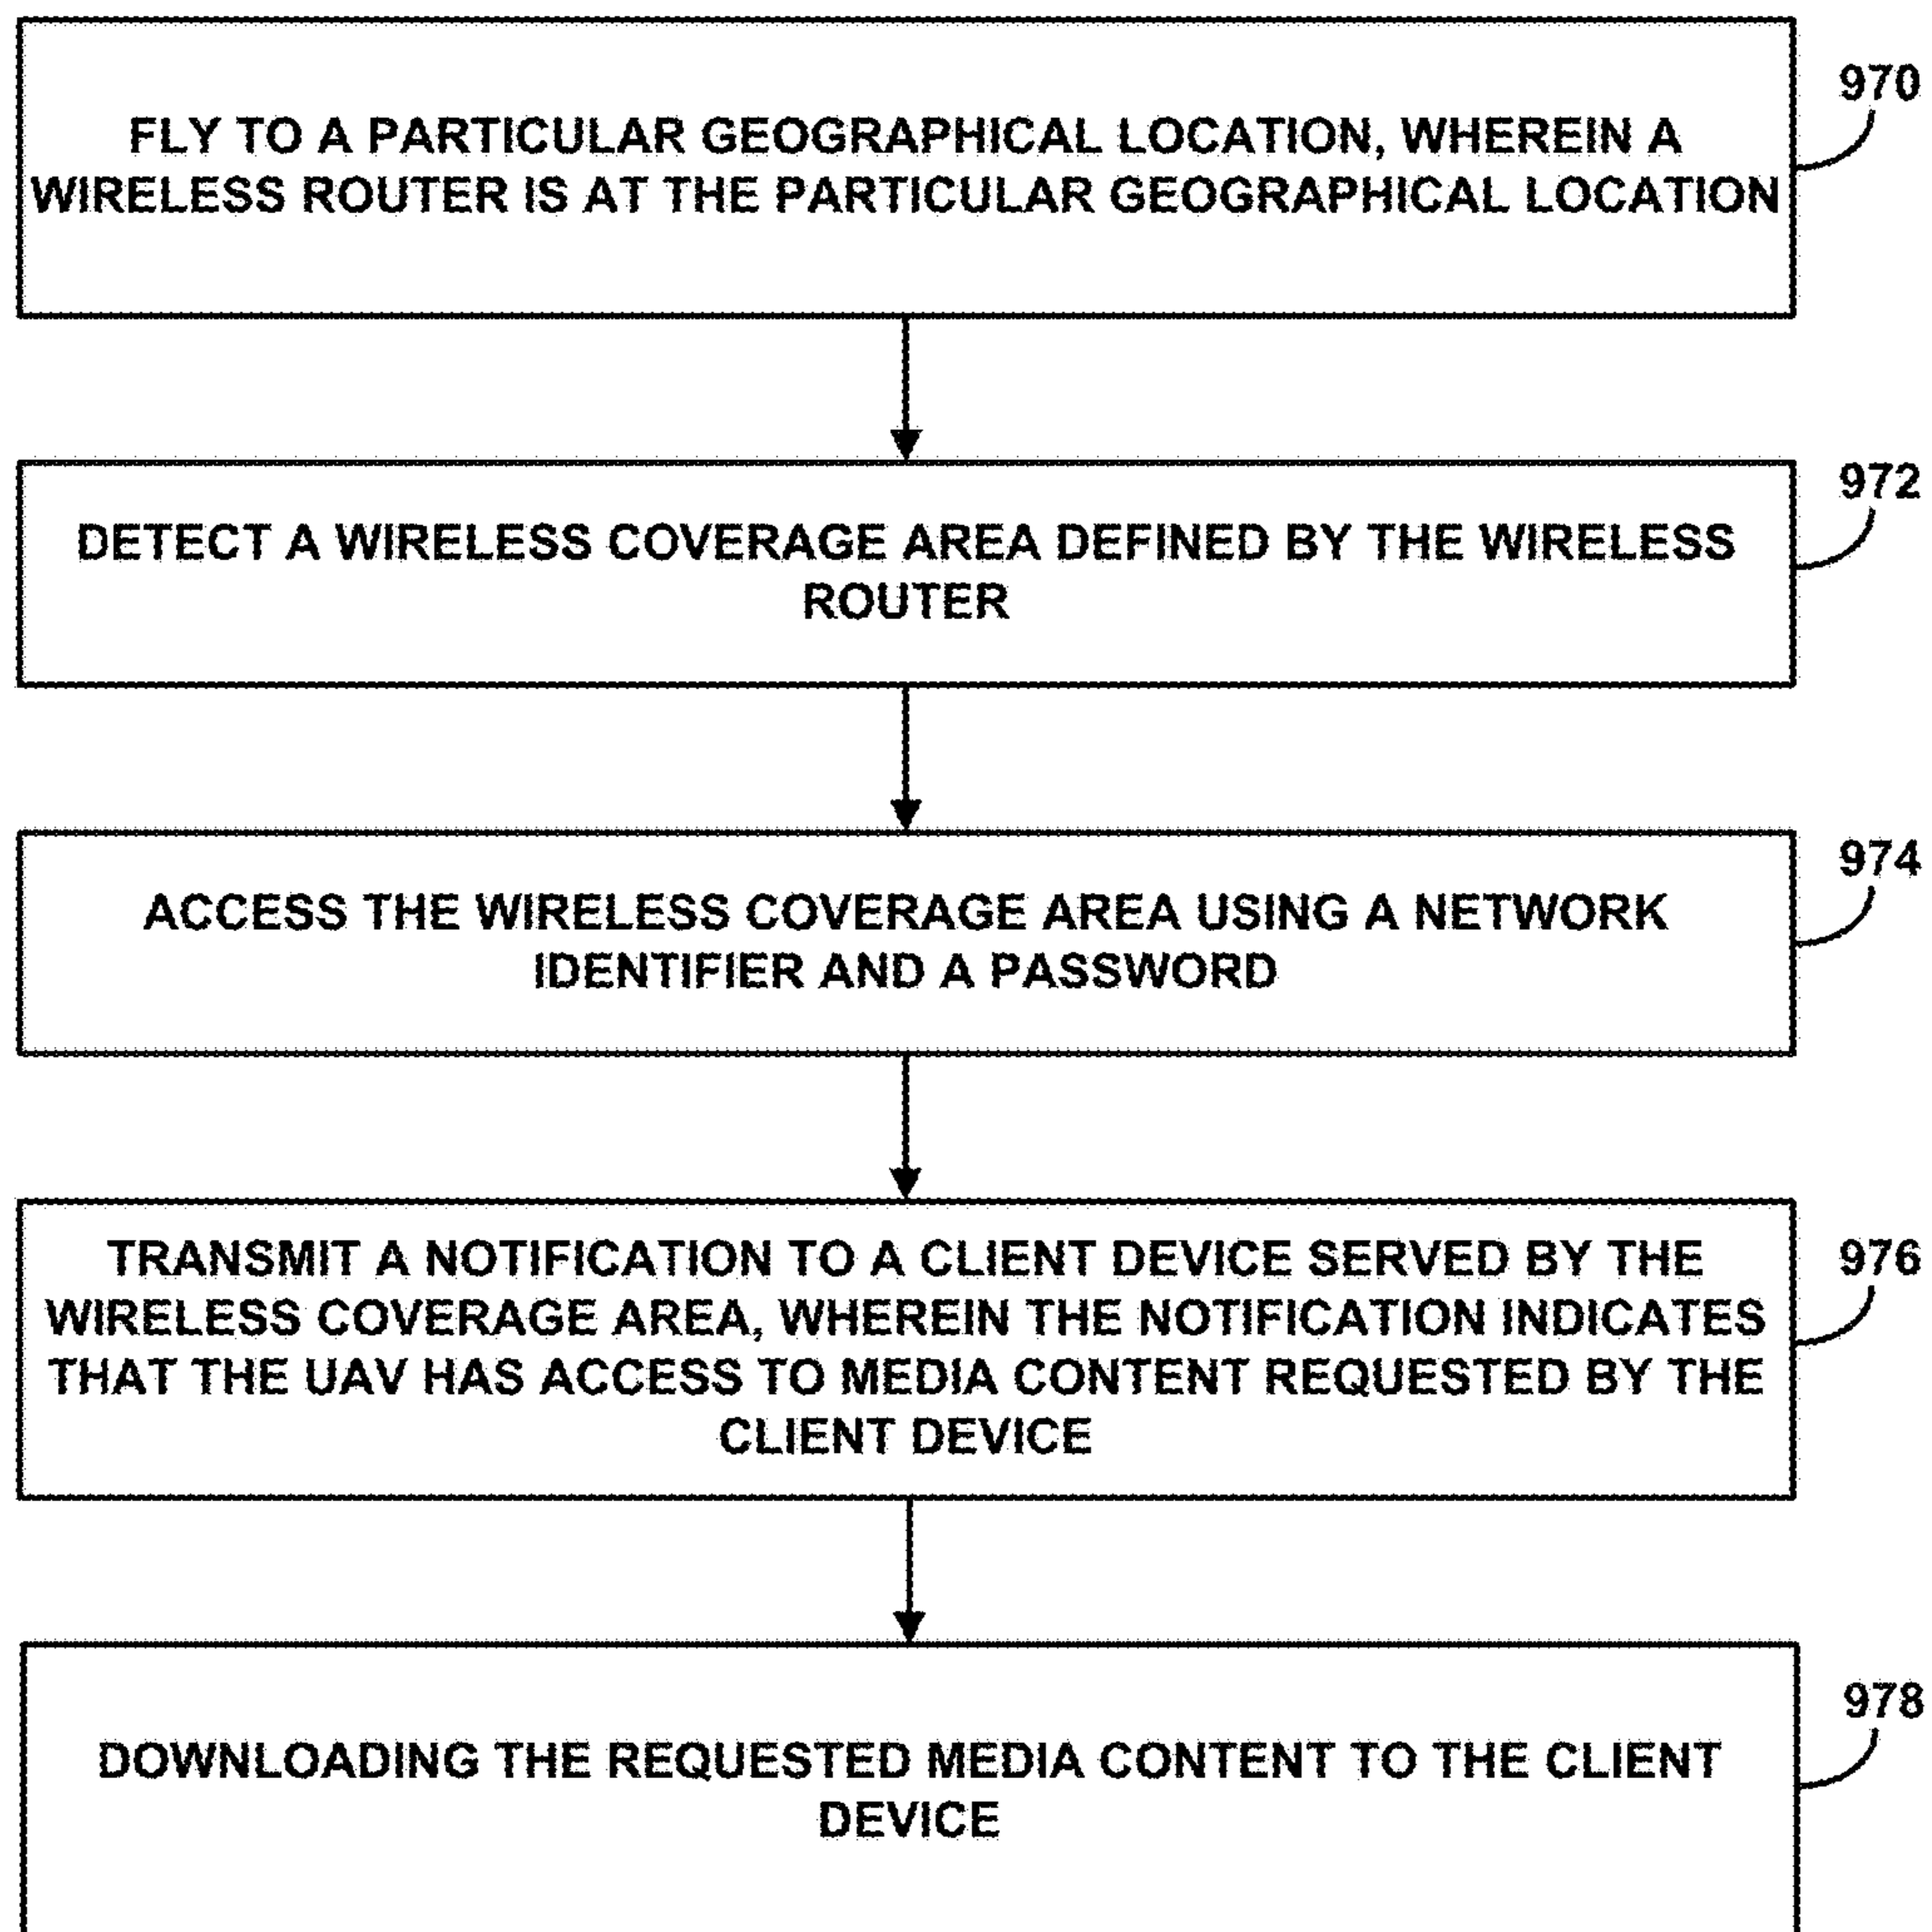 970
FLY TO A PARTICULAR GEOGRAPHICAL LOCATION, WHEREIN A
WIRELESS ROUTER IS AT THE PARTICULAR GEOGRAPHICAL LOCATION
972
DETECT A WIRELESS COVERAGE AREA DEFINED BY THE WIRELESS
ROUTER
974
ACCESS THE WIRELESS COVERAGE AREA USING A NETWORK
IDENTIFIER AND A PASSWORD
976
TRANSMIT A NOTIFICATION TO A CLIENT DEVICE SERVED BY THE
WIRELESS COVERAGE AREA, WHEREIN THE NOTIFICATION INDICATES
THAT THE UAV HAS ACCESS TO MEDIA CONTENT REQUESTED BY THE
CLIENT DEVICE
978
DOWNLOADING THE REQUESTED MEDIA CONTENT TO THE CLIENT
DEVICE